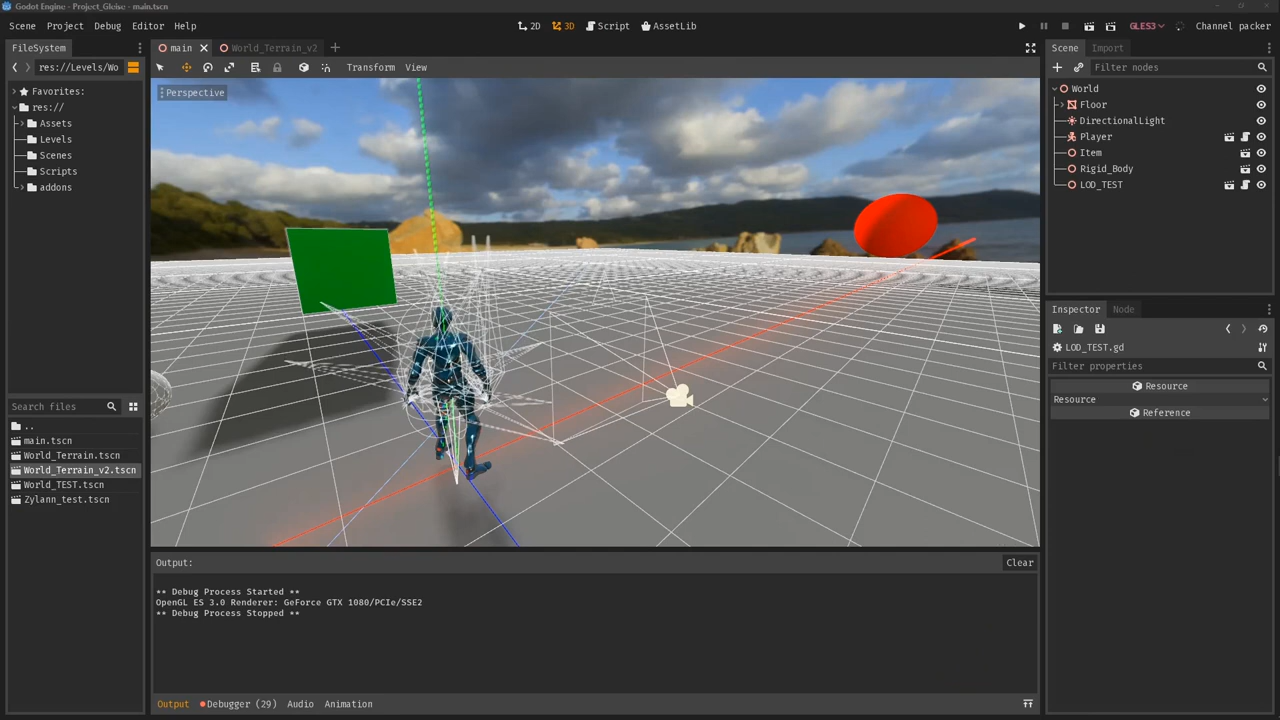 Godot Engine - Project_Gleise - main.tscn
Scene Project Debug Editor Help
2D 3D Script AssetLib
GLES3 Channel packer
FileSystem
res://Levels/Wo
Favorites:
res://
Assets
Levels
Scenes
Scripts
addons
Search files
..
main.tscn
World_Terrain.tscn
World_Terrain_v2.tscn
World_TEST.tscn
Zylann_test.tscn
main World_Terrain_v2
Transform View
Perspective
Output:
Clear
** Debug Process Started **
OpenGL ES 3.0 Renderer: GeForce GTX 1080/PCIe/SSE2
** Debug Process Stopped **
Output Debugger (29) Audio Animation
Scene Import
Filter nodes
World
Floor
DirectionalLight
Player
Item
Rigid_Body
LOD_TEST
Inspector Node
LOD_TEST.gd
Filter properties
Resource
Resource
Reference